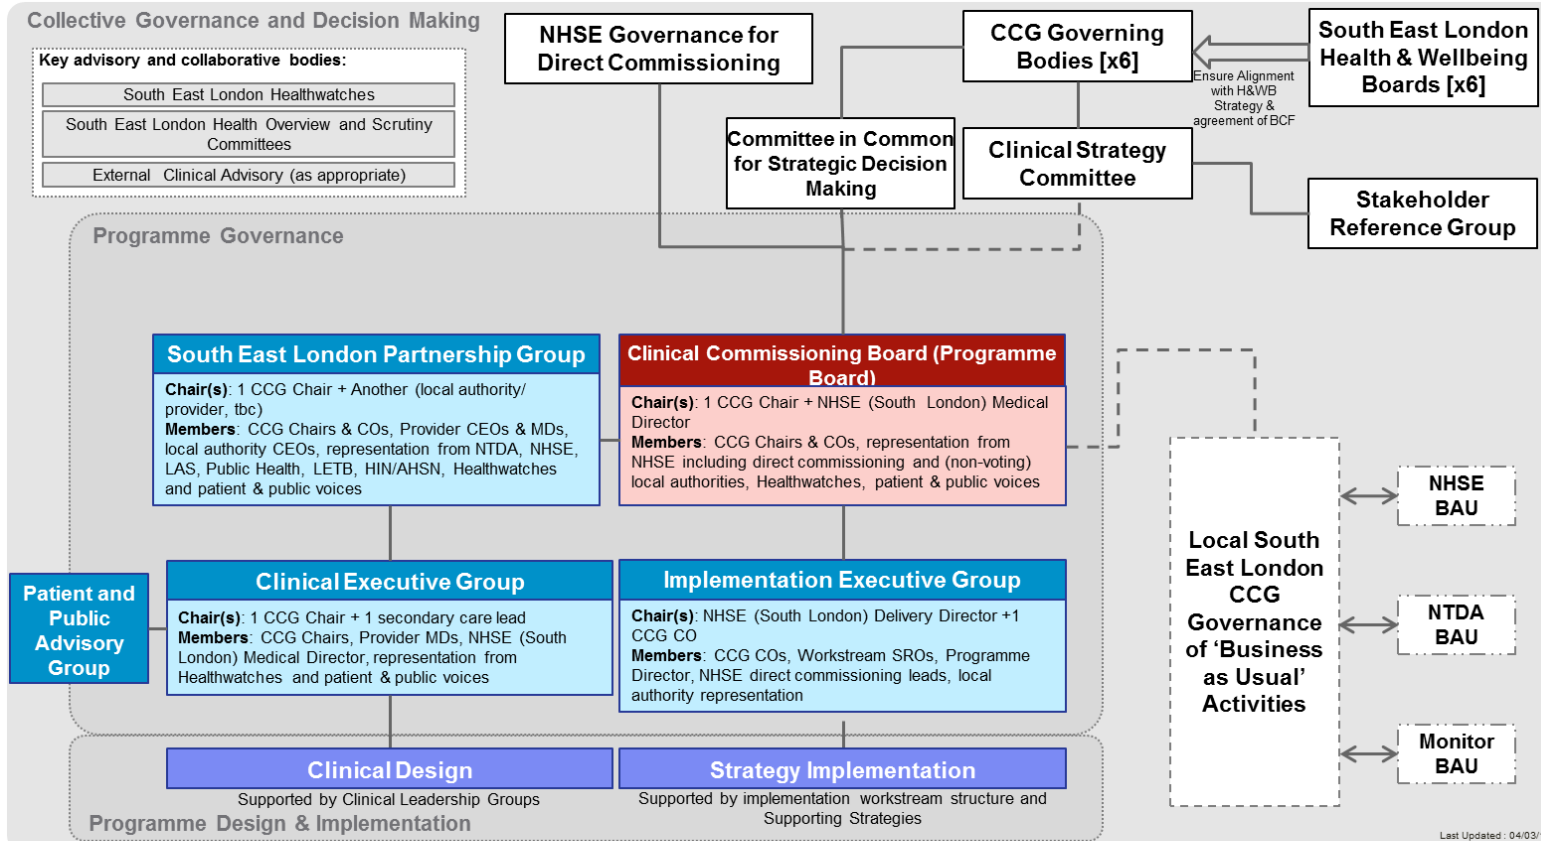 Collective Governance and Decision Making
Key advisory and collaborative bodies:
South East London Healthwatches
South East London Health Overview and Scrutiny
Committees
External Clinical Advisory (as appropriate)
NHSE Governance for
Direct Commissioning
CCG Governing
Bodies [x6]
South East London
Health & Wellbeing
Boards [x6]
Ensure Alignment
with H&WB
Strategy &
agreement of BCF
Committee in Common
for Strategic Decision
Making
Clinical Strategy
Committee
Stakeholder
Reference Group
Programme Governance
South East London Partnership Group
Chair(s): 1 CCG Chair + Another (local authority/
provider, tbc)
Members: CCG Chairs & COs, Provider CEOs & MDs,
local authority CEOs, representation from NTDA, NHSE,
LAS, Public Health, LETB, HIN/AHSN, Healthwatches
and patient & public voices
Clinical Commissioning Board (Programme
Board)
Chair(s): 1 CCG Chair + NHSE (South London) Medical
Director
Members: CCG Chairs & COs, representation from
NHSE including direct commissioning and (non-voting)
local authorities, Healthwatches, patient & public voices
Patient and
Public
Advisory
Group
Clinical Executive Group
Chair(s): 1 CCG Chair + 1 secondary care lead
Members: CCG Chairs, Provider MDs, NHSE (South
London) Medical Director, representation from
Healthwatches and patient & public voices
Implementation Executive Group
Chair(s): NHSE (South London) Delivery Director +1
CCG CO
Members: CCG COs, Workstream SROs, Programme
Director, NHSE direct commissioning leads, local
authority representation
Local South
East London
CCG
Governance
of ‘Business
as Usual’
Activities
NHSE
BAU
NTDA
BAU
Monitor
BAU
Clinical Design
Supported by Clinical Leadership Groups
Strategy Implementation
Supported by implementation workstream structure and
Supporting Strategies
Programme Design & Implementation
Last Updated : 04/03/